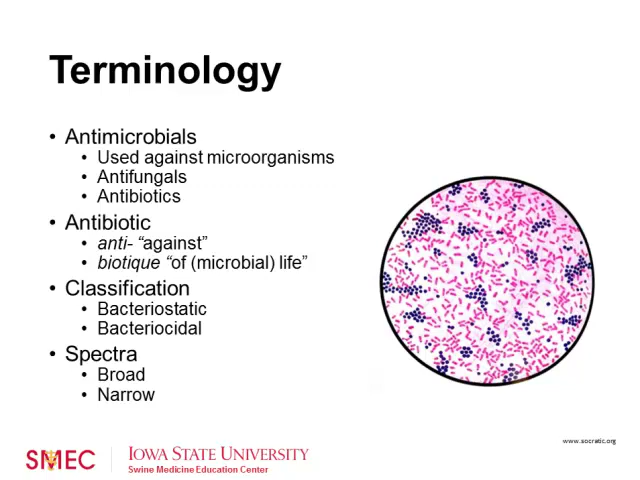 Terminology
• Antimicrobials
• Used against microorganisms
• Antifungals
• Antibiotics
• Antibiotic
• anti- “against”
• biotique “of (microbial) life”
• Classification
• Bacteriostatic
• Bacteriocidal
• Spectra
• Broad
• Narrow
www.socratic.org
SMEC
IOWA STATE UNIVERSITY
Swine Medicine Education Center